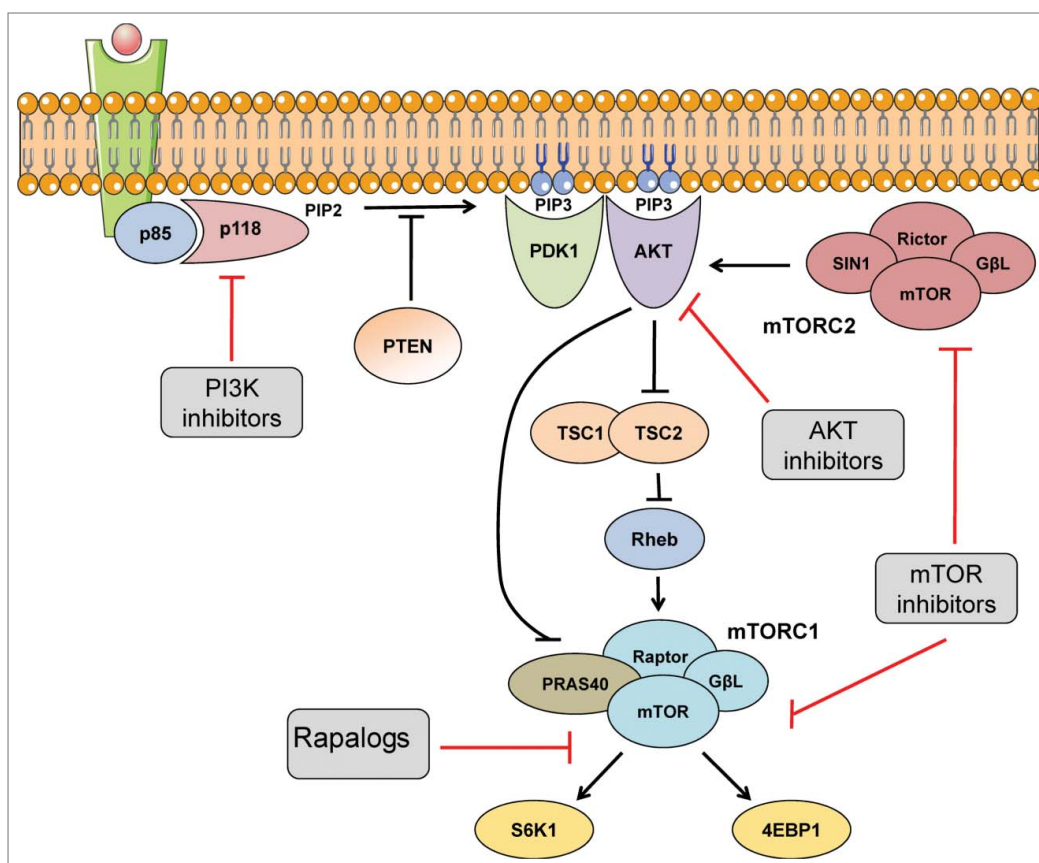 p85
p118
PIP2
PIP3
PIP3
PDK1
AKT
Rictor
SIN1
GβL
mTOR
mTORC2
PTEN
PI3K
inhibitors
TSC1
TSC2
AKT
inhibitors
Rheb
mTOR
inhibitors
mTORC1
Raptor
PRAS40
GβL
mTOR
Rapalogs
S6K1
4EBP1